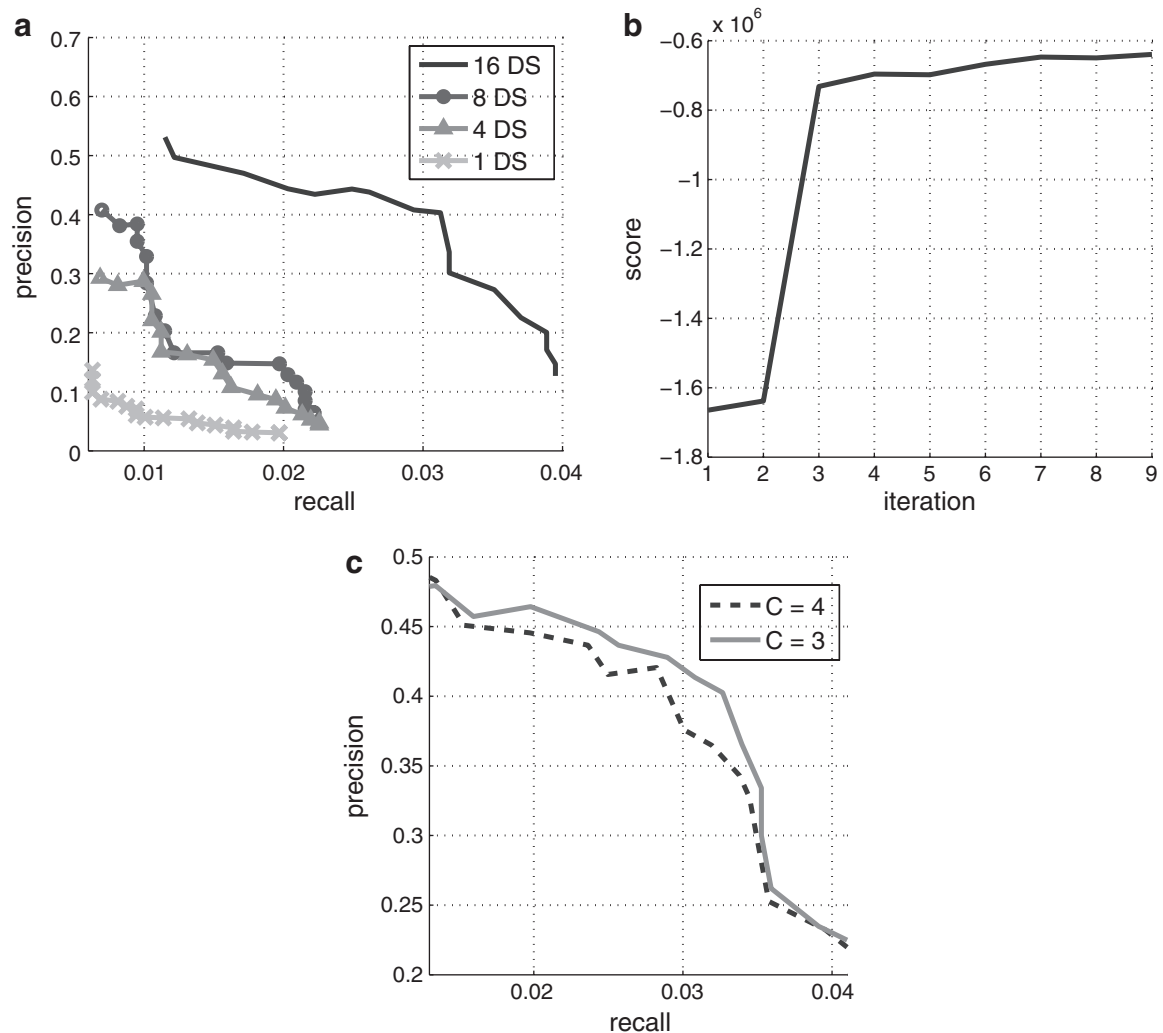 a
0.7
0.6
0.5
0.4
0.3
0.2
0.1
0
precision
0.01
0.02
0.03
0.04
recall
16 DS
8 DS
4 DS
1 DS
b
x 10^6
−0.6
−0.8
−1
−1.2
−1.4
−1.6
−1.8
score
1 2 3 4 5 6 7 8 9
iteration
c
0.5
0.45
0.4
0.35
0.3
0.25
0.2
precision
0.02
0.03
0.04
recall
C = 4
C = 3